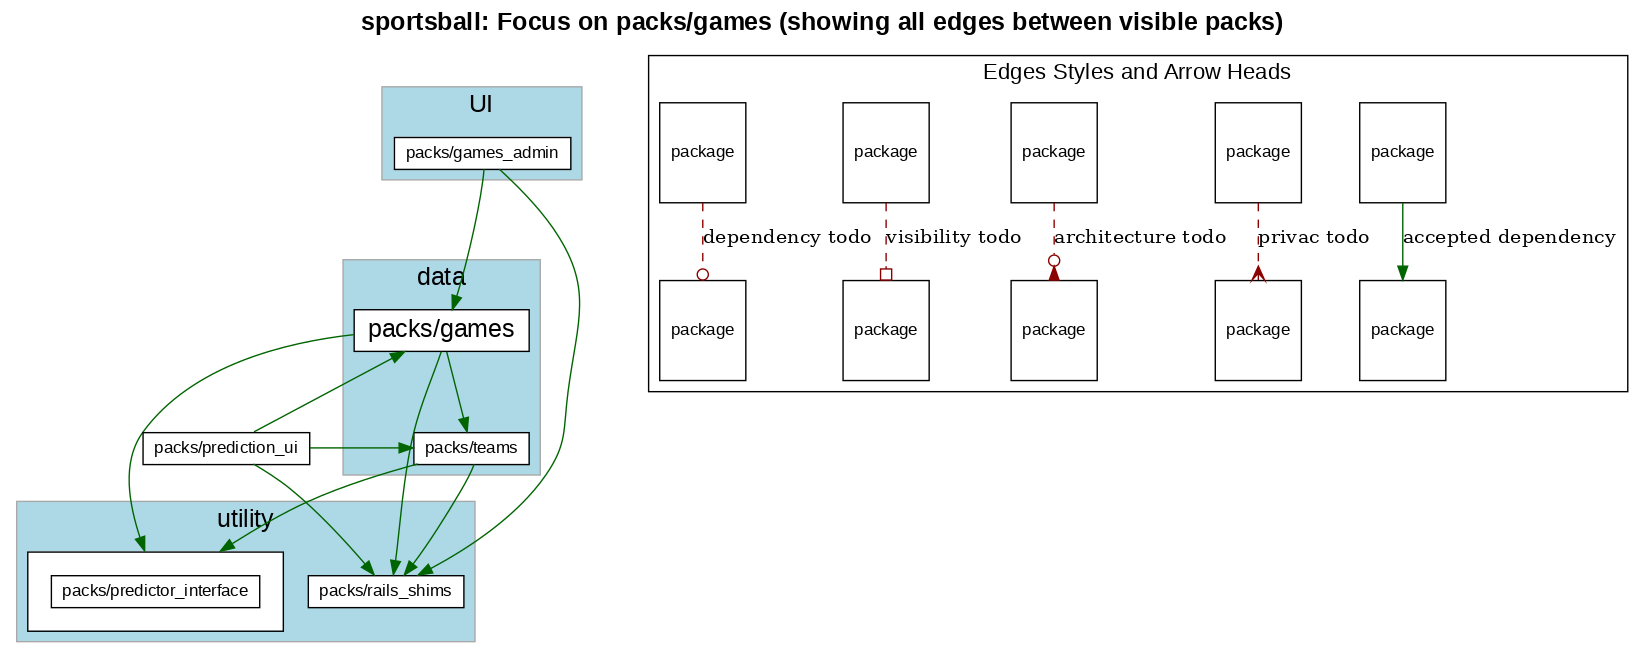 sportsball: Focus on packs/games (showing all edges between visible packs)
UI
packs/games_admin
data
packs/games
packs/prediction_ui
packs/teams
utility
packs/predictor_interface
packs/rails_shims
Edges Styles and Arrow Heads
package
package
package
package
package
dependency todo
visibility todo
architecture todo
privac todo
accepted dependency
package
package
package
package
package